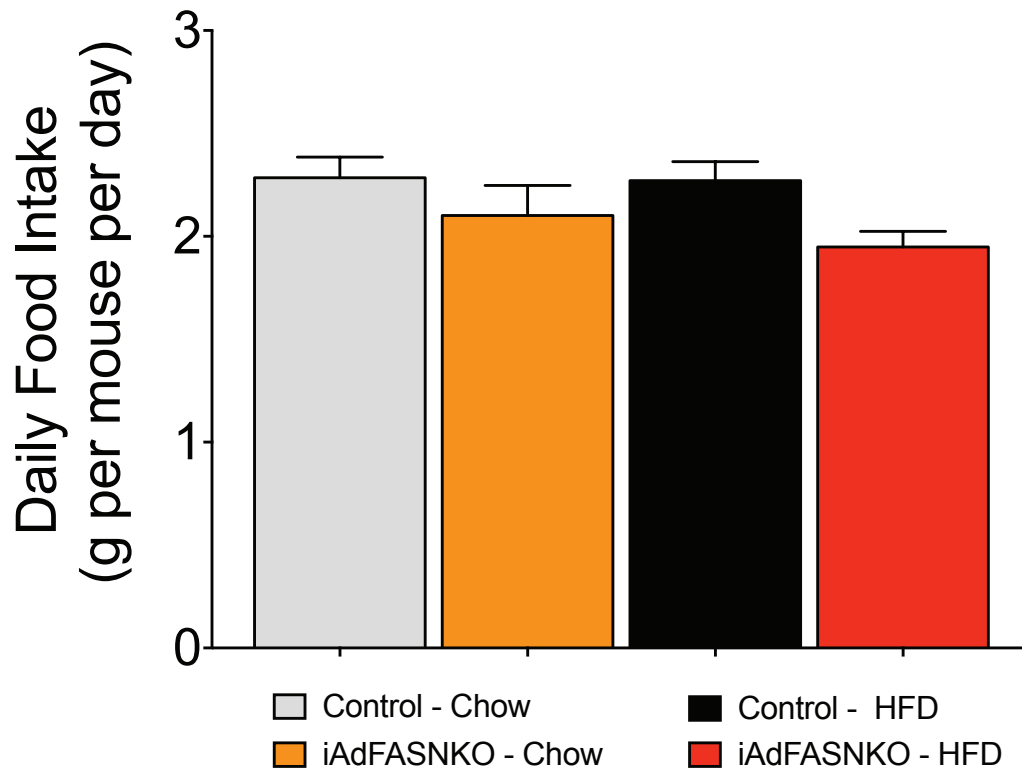 Daily Food Intake
(g per mouse per day)
3
2
1
0
Control - Chow
Control - HFD
iAdFASNKO - Chow
iAdFASNKO - HFD